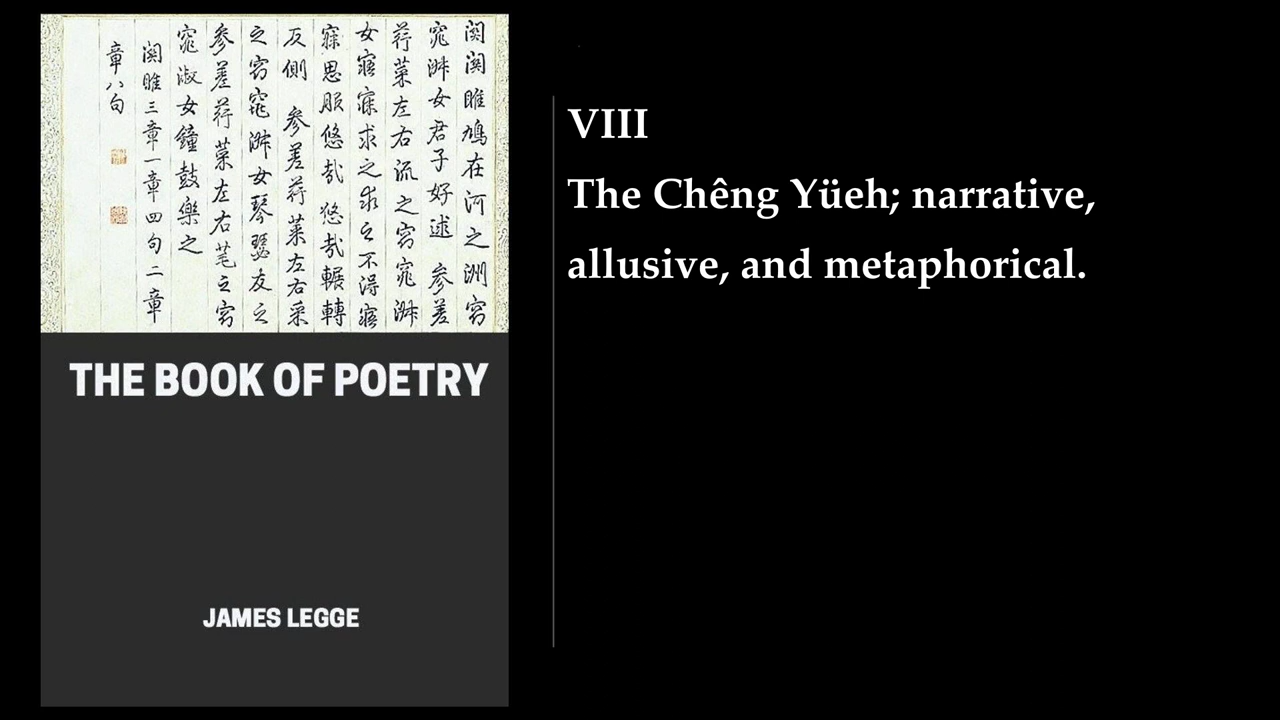 關關雎鳩在河之洲窈
窕淑女君子好逑 參差
荇菜左右流之窈窕淑
女寤寐求之求之不得寤
寐思服悠哉悠哉輾轉
反側 參差荇菜左右采
之窈窕淑女琴瑟友之
參差荇菜左右芼之窈
窕淑女鐘鼓樂之
關雎三章一章四句二章
章八句
THE BOOK OF POETRY
JAMES LEGGE
VIII
The Chêng Yüeh; narrative,
allusive, and metaphorical.